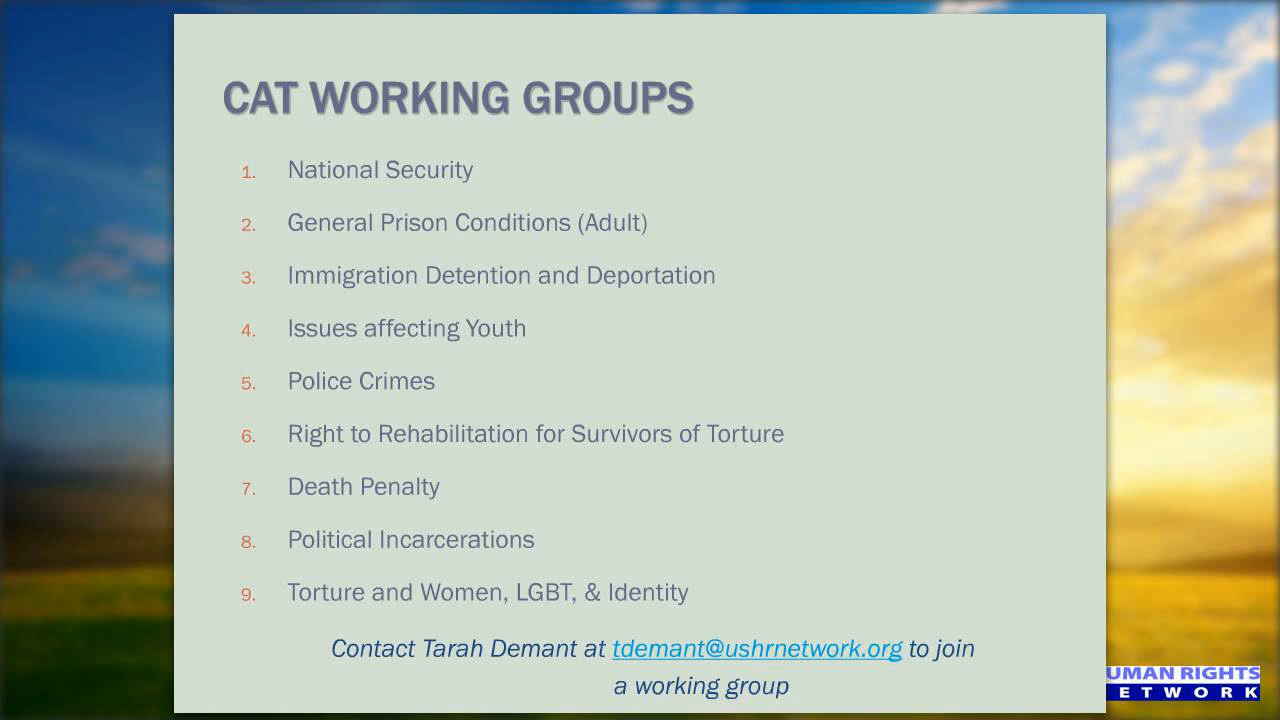 CAT WORKING GROUPS
1. National Security
2. General Prison Conditions (Adult)
3. Immigration Detention and Deportation
4. Issues affecting Youth
5. Police Crimes
6. Right to Rehabilitation for Survivors of Torture
7. Death Penalty
8. Political Incarcerations
9. Torture and Women, LGBT, & Identity
Contact Tarah Demant at tdemant@ushrnetwork.org to join
a working group
UMAN RIGHTS
ETWORK